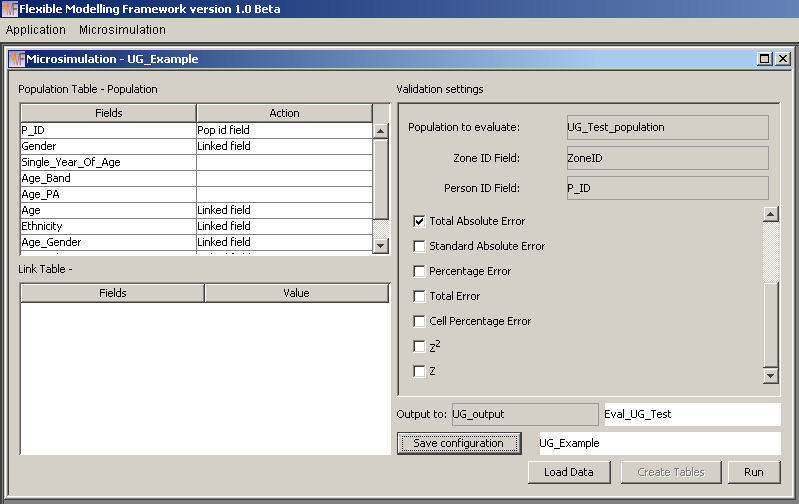 Flexible Modelling Framework version 1.0 Beta
Application Microsimulation
Microsimulation - UG_Example
Population Table - Population
Fields Action
P_ID Pop id field
Gender Linked field
Single_Year_Of_Age
Age_Band
Age_PA
Age Linked field
Ethnicity Linked field
Age_Gender Linked field
Link Table -
Fields Value
Validation settings
Population to evaluate: UG_Test_population
Zone ID Field: ZoneID
Person ID Field: P_ID
Total Absolute Error
Standard Absolute Error
Percentage Error
Total Error
Cell Percentage Error
Z²
Z
Output to: UG_output Eval_UG_Test
Save configuration UG_Example
Load Data Create Tables Run